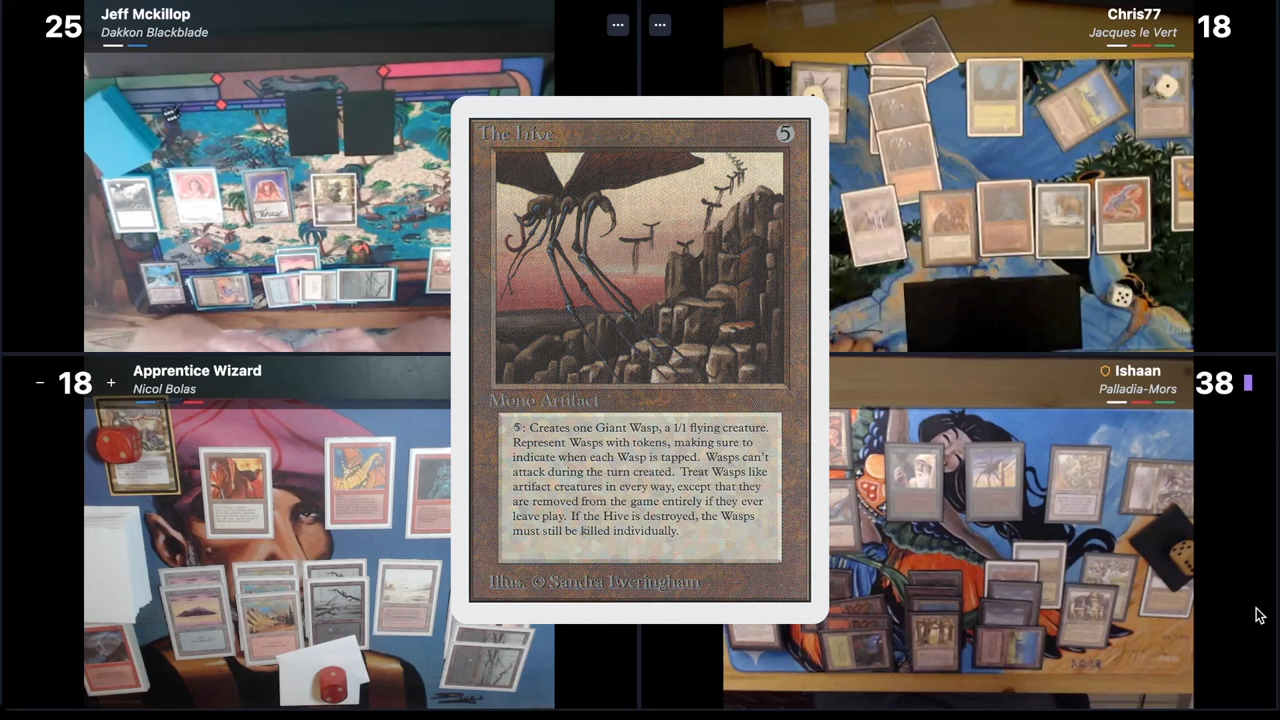 25
Jeff Mckillop
Dakkon Blackblade
Chris77
Jacques le Vert
18
The Hive
5
Mono Artifact
5: Creates one Giant Wasp, a 1/1 flying creature.
Represent Wasps with tokens, making sure to
indicate when each Wasp is tapped. Wasps can't
attack during the turn created. Treat Wasps like
artifact creatures in every way, except that they
are removed from the game entirely if they ever
leave play. If the Hive is destroyed, the Wasps
must still be killed individually.
Illus. © Sandra Everingham
− 18 +
Apprentice Wizard
Nicol Bolas
Ishaan
Palladia-Mors
38